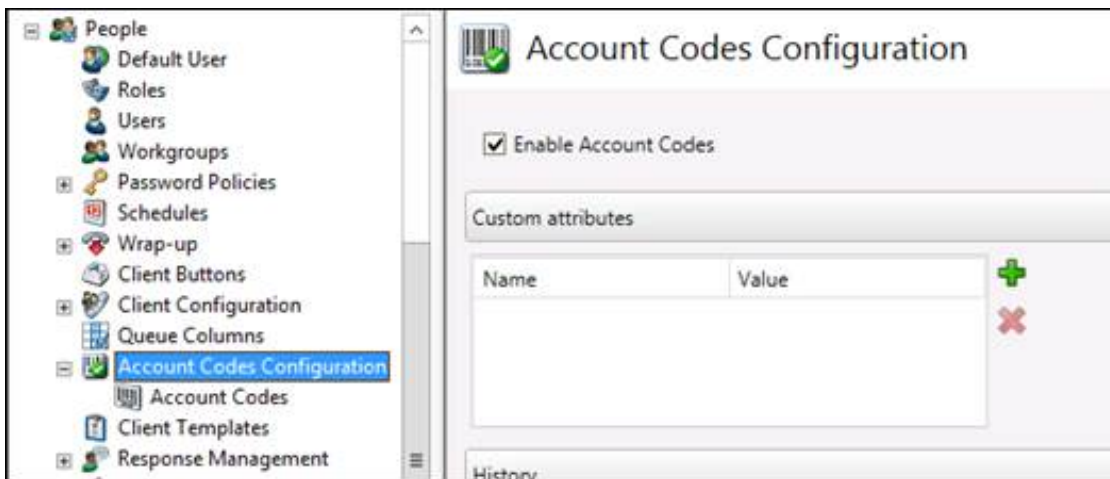 People
Default User
Roles
Users
Workgroups
Password Policies
Schedules
Wrap-up
Client Buttons
Client Configuration
Queue Columns
Account Codes Configuration
Account Codes
Client Templates
Response Management
Account Codes Configuration
Enable Account Codes
Custom attributes
Name Value
History